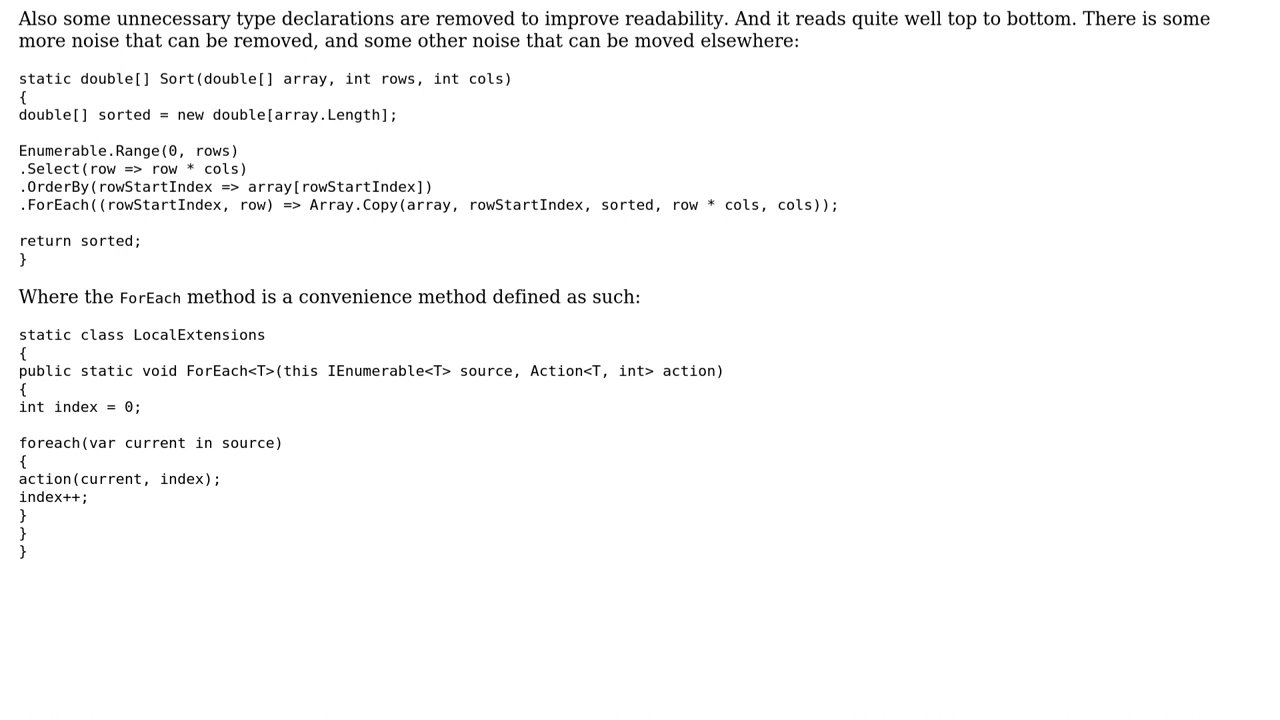 Also some unnecessary type declarations are removed to improve readability. And it reads quite well top to bottom. There is some
more noise that can be removed, and some other noise that can be moved elsewhere:
static double[] Sort(double[] array, int rows, int cols)
{
double[] sorted = new double[array.Length];
Enumerable.Range(0, rows)
.Select(row => row * cols)
.OrderBy(rowStartIndex => array[rowStartIndex])
.ForEach((rowStartIndex, row) => Array.Copy(array, rowStartIndex, sorted, row * cols, cols));
return sorted;
}
Where the ForEach method is a convenience method defined as such:
static class LocalExtensions
{
public static void ForEach<T>(this IEnumerable<T> source, Action<T, int> action)
{
int index = 0;
foreach(var current in source)
{
action(current, index);
index++;
}
}
}